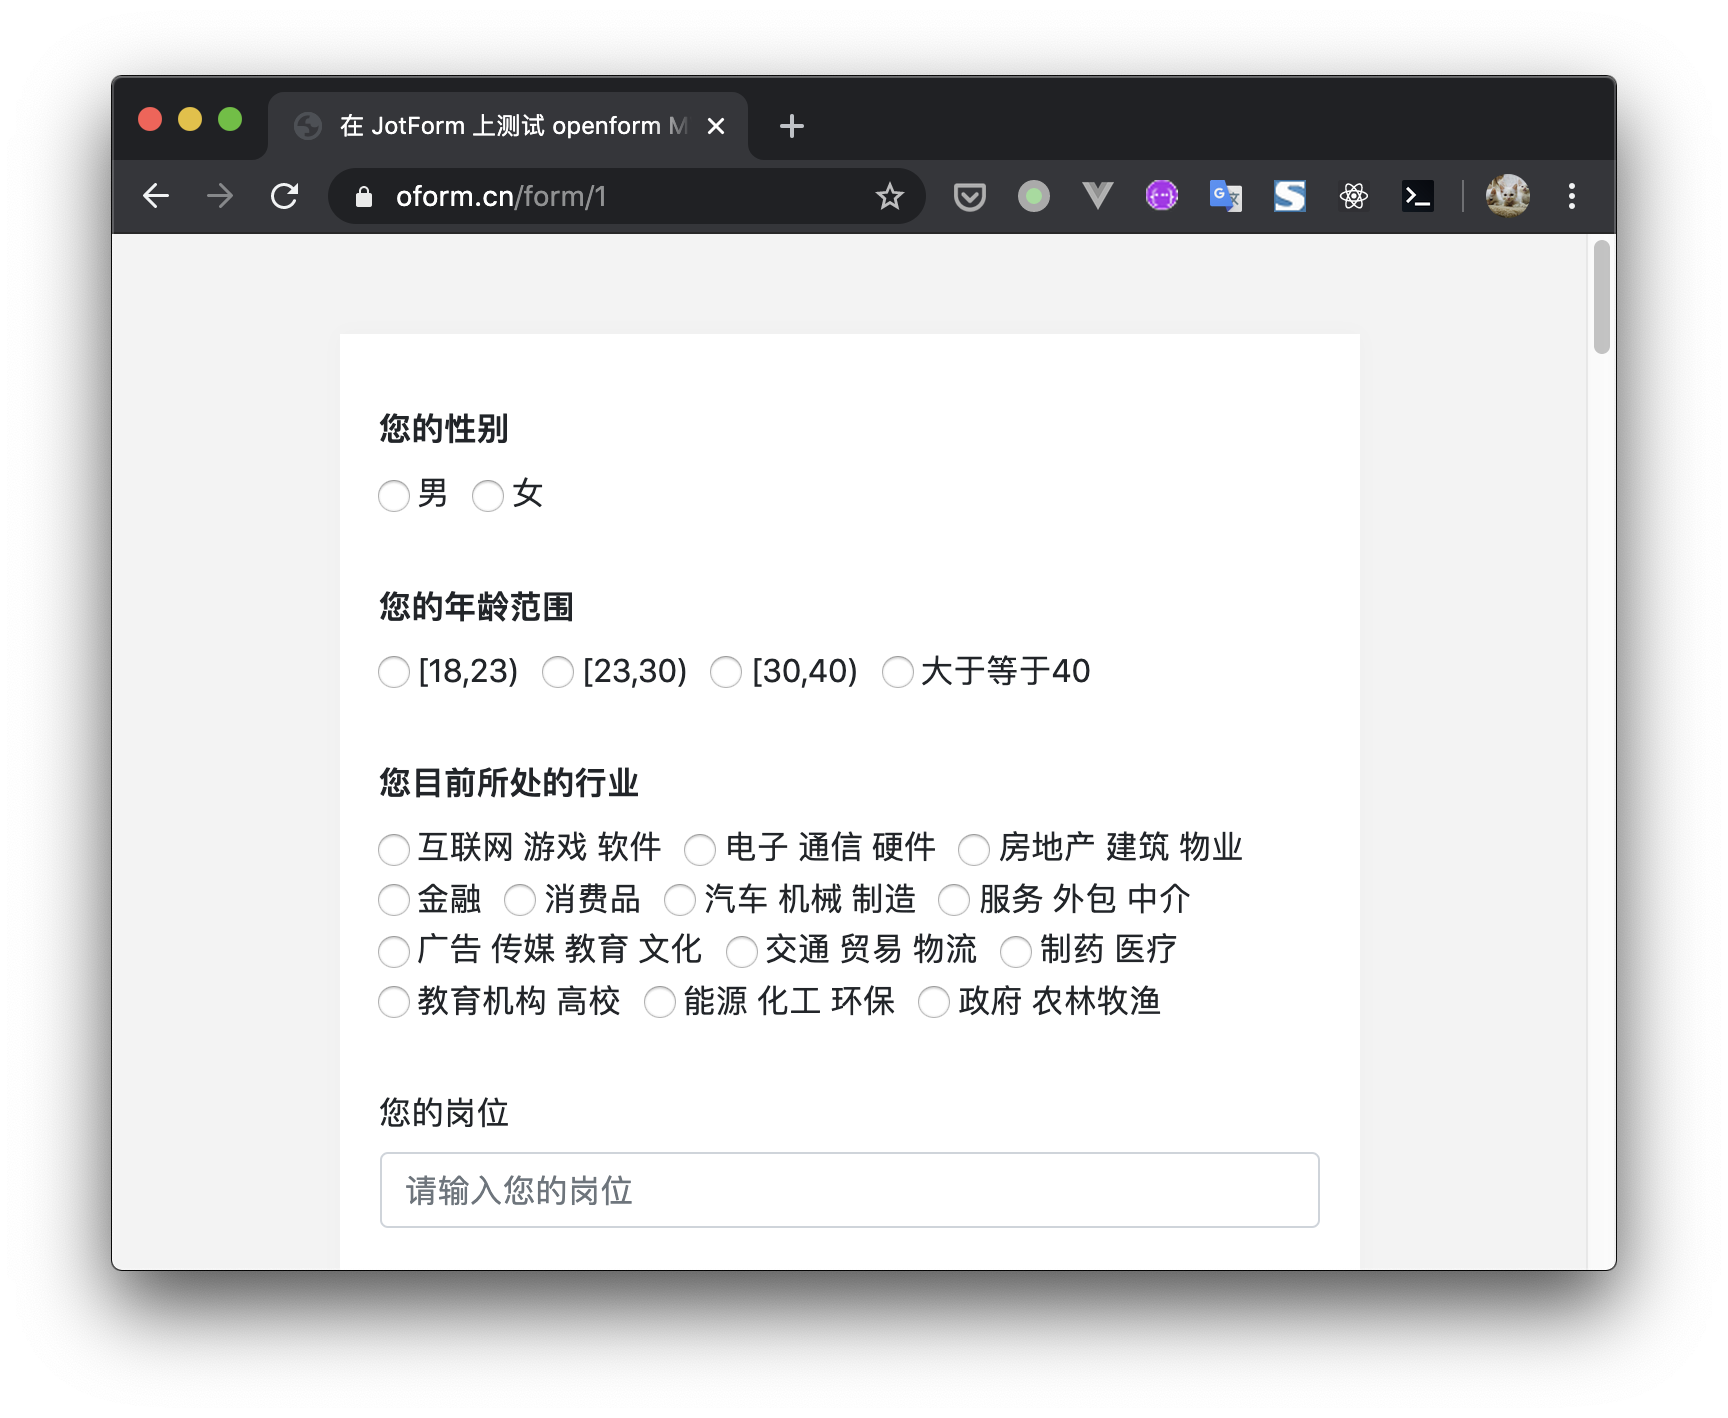 在 JotForm 上测试 openform M
oform.cn/form/1
您的性别
男 女
您的年龄范围
[18,23) [23,30) [30,40) 大于等于40
您目前所处的行业
互联网 游戏 软件 电子 通信 硬件 房地产 建筑 物业
金融 消费品 汽车 机械 制造 服务 外包 中介
广告 传媒 教育 文化 交通 贸易 物流 制药 医疗
教育机构 高校 能源 化工 环保 政府 农林牧渔
您的岗位
请输入您的岗位